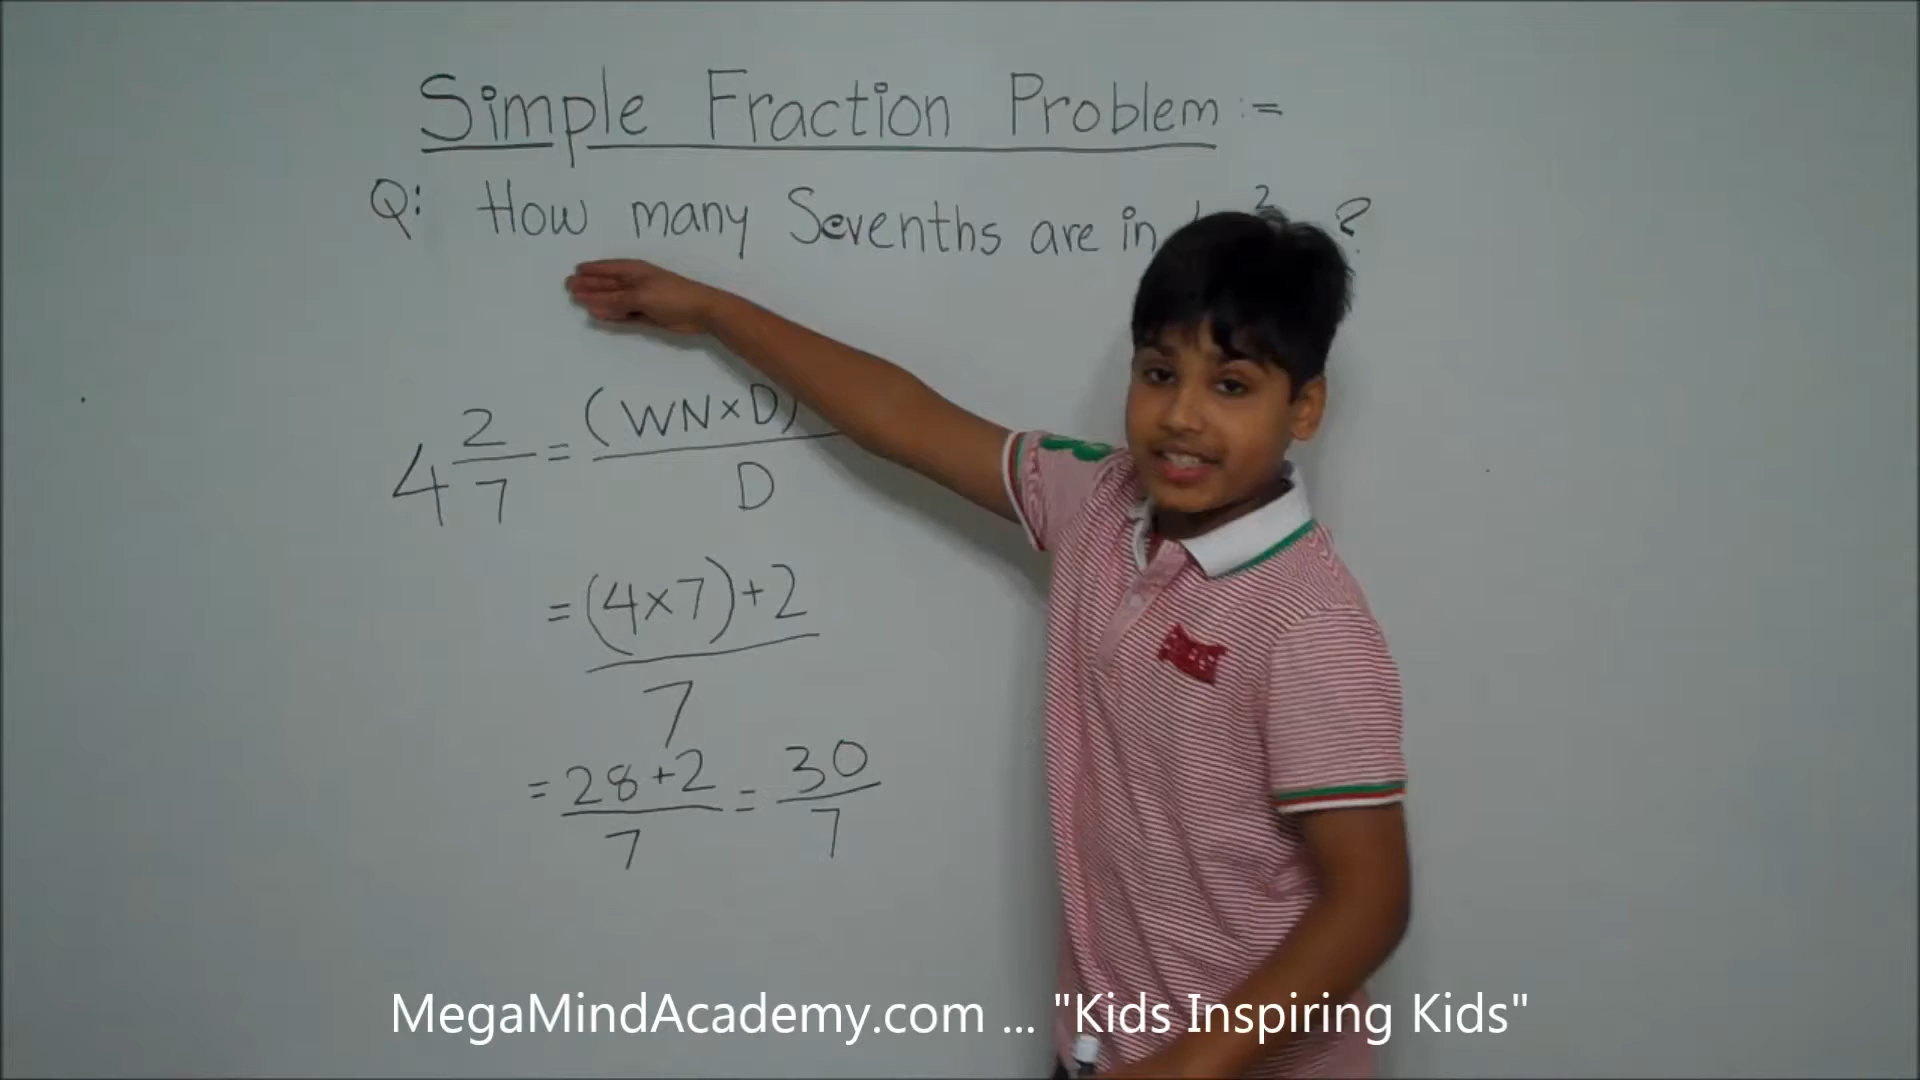 Simple Fraction Problem :=
Q: How many Sevenths are in 2 ?
4 2/7 = (WN×D) / D
= (4×7)+2 / 7
= 28+2 / 7 = 30 / 7
MegaMindAcademy.com ... "Kids Inspiring Kids"